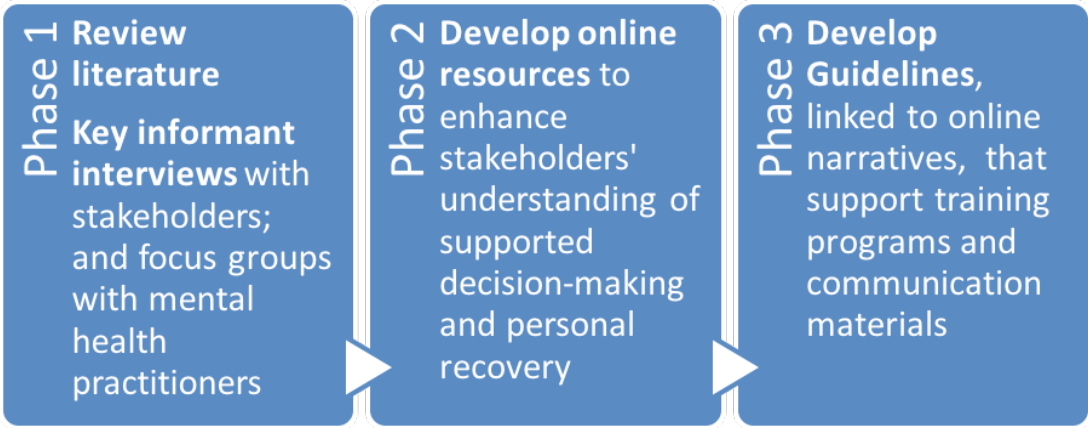 Phase 1
Review
literature
Key informant
interviews with
stakeholders;
and focus groups
with mental
health
practitioners
Phase 2
Develop online
resources to
enhance
stakeholders'
understanding of
supported
decision-making
and personal
recovery
Phase 3
Develop
Guidelines,
linked to online
narratives, that
support training
programs and
communication
materials